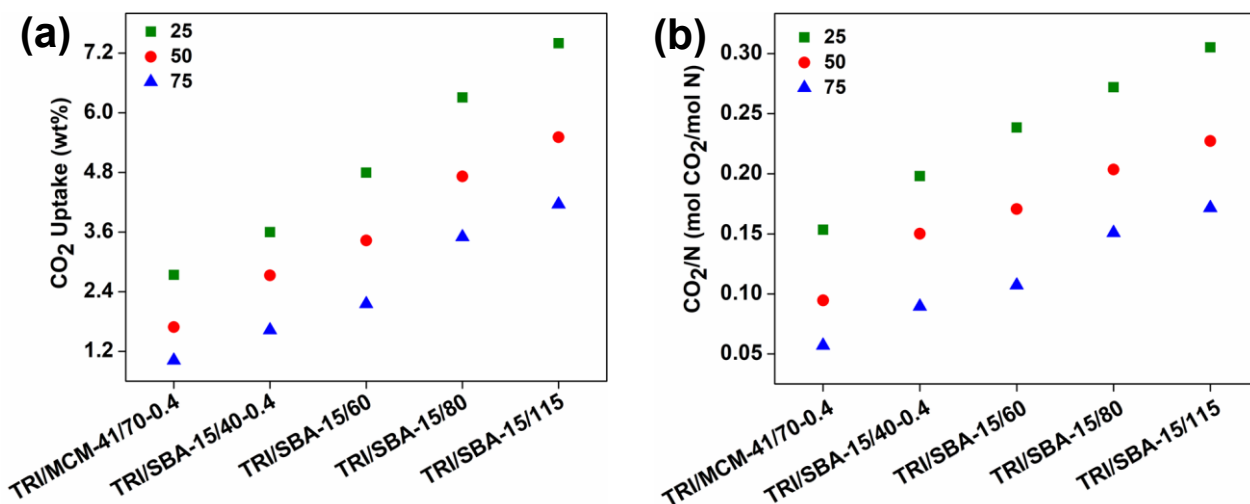 (a)
25
50
75
CO2 Uptake (wt%)
7.2
6.0
4.8
3.6
2.4
1.2
TRI/MCM-41/70-0.4
TRI/SBA-15/40-0.4
TRI/SBA-15/60
TRI/SBA-15/80
TRI/SBA-15/115
(b)
25
50
75
CO2/N (mol CO2/mol N)
0.30
0.25
0.20
0.15
0.10
0.05
TRI/MCM-41/70-0.4
TRI/SBA-15/40-0.4
TRI/SBA-15/60
TRI/SBA-15/80
TRI/SBA-15/115